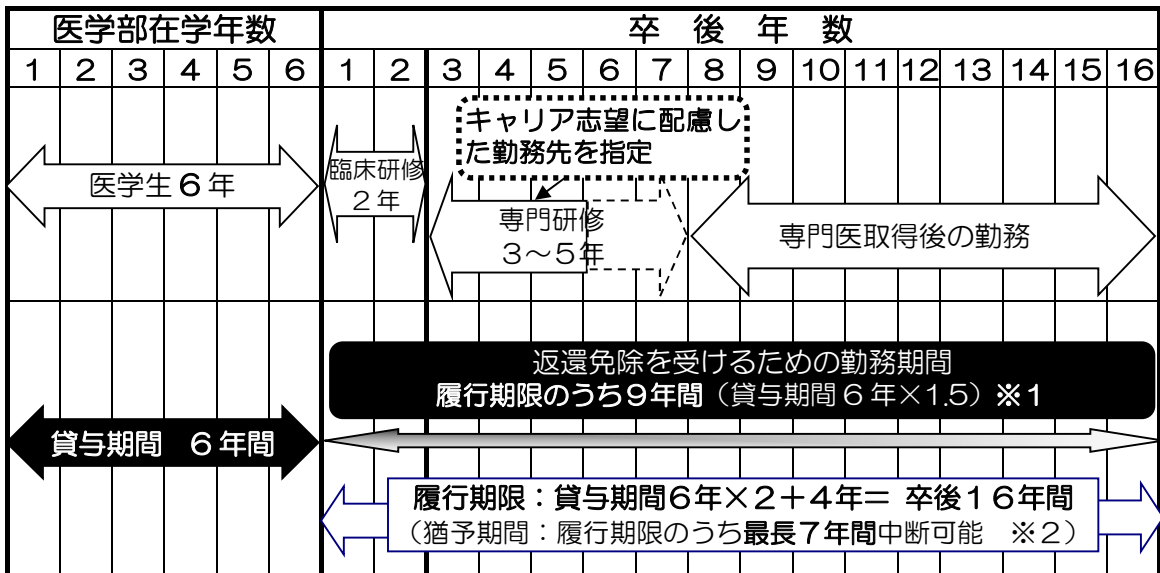 医学部在学年数 卒後年数
1 2 3 4 5 6 1 2 3 4 5 6 7 8 9 10 11 12 13 14 15 16
キャリア志望に配慮し
た勤務先を指定
医学生6年
臨床研修
2年
専門研修
3～5年
専門医取得後の勤務
返還免除を受けるための勤務期間
履行期限のうち9年間（貸与期間6年×1.5）※1
貸与期間 6年間
履行期限：貸与期間6年×2＋4年＝ 卒後16年間
（猶予期間：履行期限のうち最長7年間中断可能 ※2）